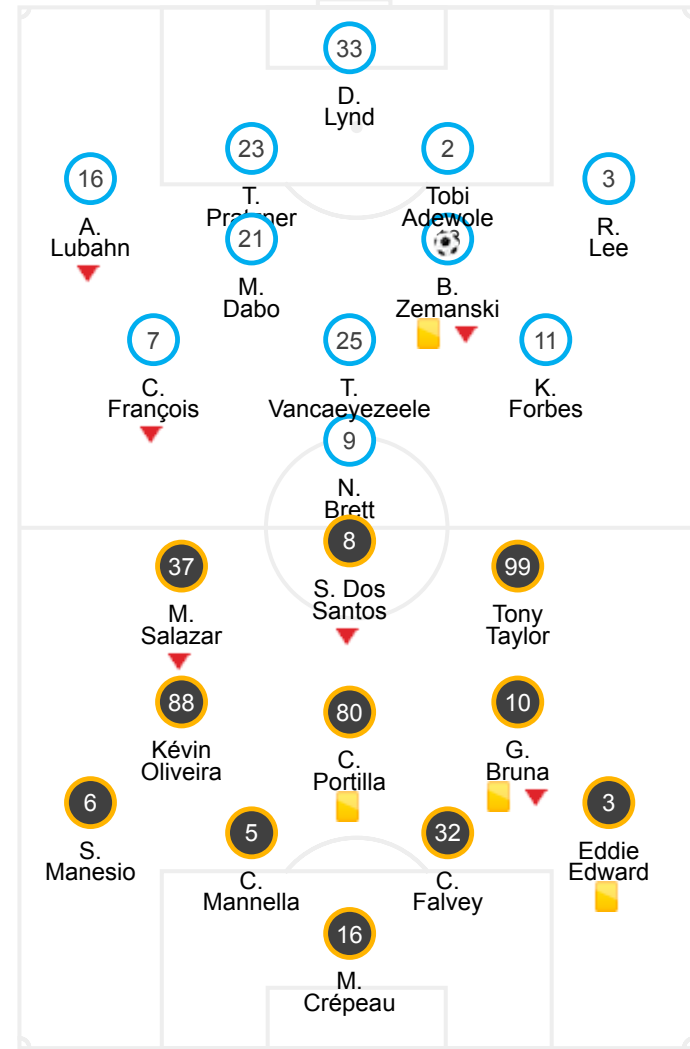 33
D.
Lynd
23
2
16
3
T.
Tobi
Adewole
A.
Lubahn
R.
Lee
21
M.
Dabo
B.
Zemanski
7
25
11
C.
François
T.
Vancaeyezeele
K.
Forbes
9
N.
Brett
8
37
99
S. Dos
Santos
M.
Salazar
Tony
Taylor
88
80
10
Kévin
Oliveira
C.
Portilla
G.
Bruna
6
3
5
32
S.
Manesio
Eddie
Edward
C.
Mannella
C.
Falvey
16
M.
Crépeau